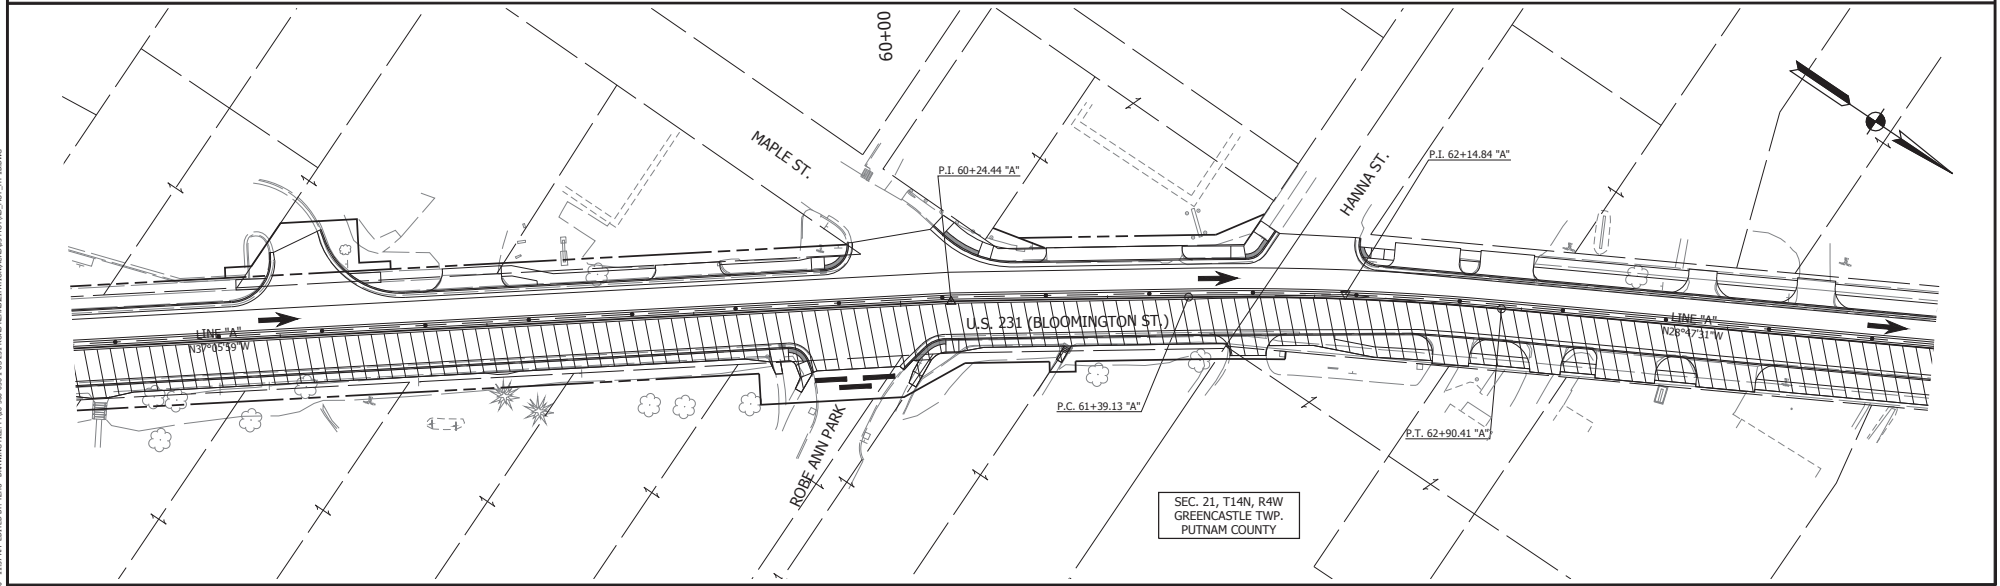 60+00
MAPLE ST.
P.I. 60+24.44 "A"
HANNA ST.
P.I. 62+14.84 "A"
LINE "A"
N37°05'59"W
U.S. 231 (BLOOMINGTON ST.)
LINE "A"
N28°47'31"W
P.C. 61+39.13 "A"
P.T. 62+90.41 "A"
ROBE ANN PARK
SEC. 21, T14N, R4W
GREENCASTLE TWP.
PUTNAM COUNTY